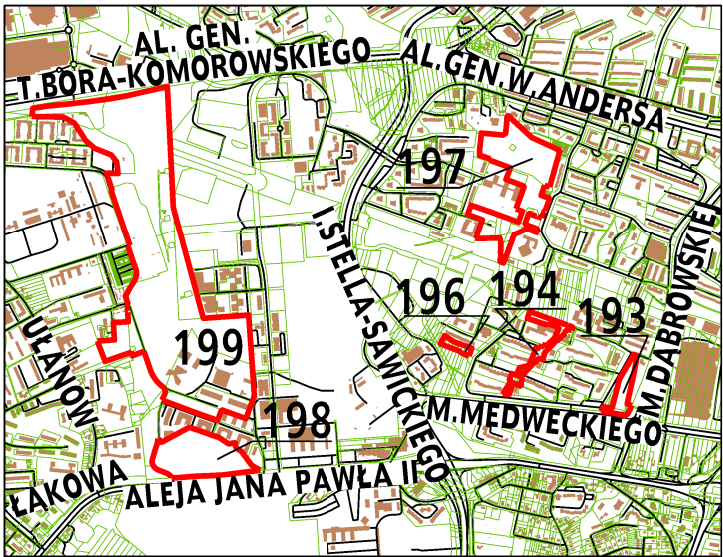 AL. GEN.
T.BORA-KOMOROWSKIEGO
AL.GEN.W.ANDERSA
197
I.STELLA-SAWICKIEGO
196
194
193
M.DĄBROWSKIEJ
UŁANÓW
199
198
M.MEDWECKIEGO
ŁĄKOWA
ALEJA JANA PAWŁA II